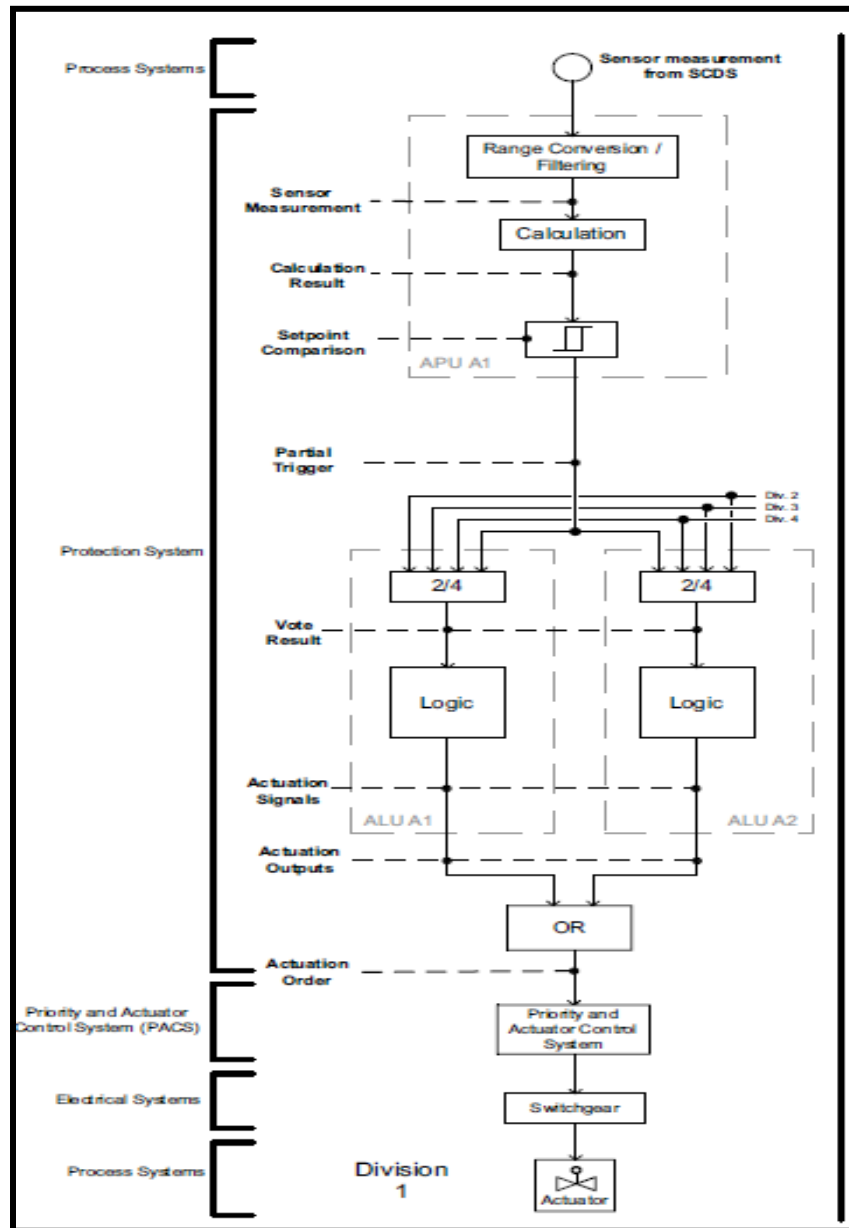 Process Systems
Sensor measurement
from SCDS
Range Conversion /
Filtering
Sensor
Measurement
Calculation
Calculation
Result
Setpoint
Comparison
APU A1
Partial
Trigger
Div. 2
Div. 3
Div. 4
Protection System
2/4
2/4
Vote
Result
Logic
Logic
Actuation
Signals
ALU A1
ALU A2
Actuation
Outputs
OR
Actuation
Order
Priority and Actuator
Control System (PACS)
Priority and
Actuator Control
System
Electrical Systems
Switchgear
Process Systems
Division
1
Actuator